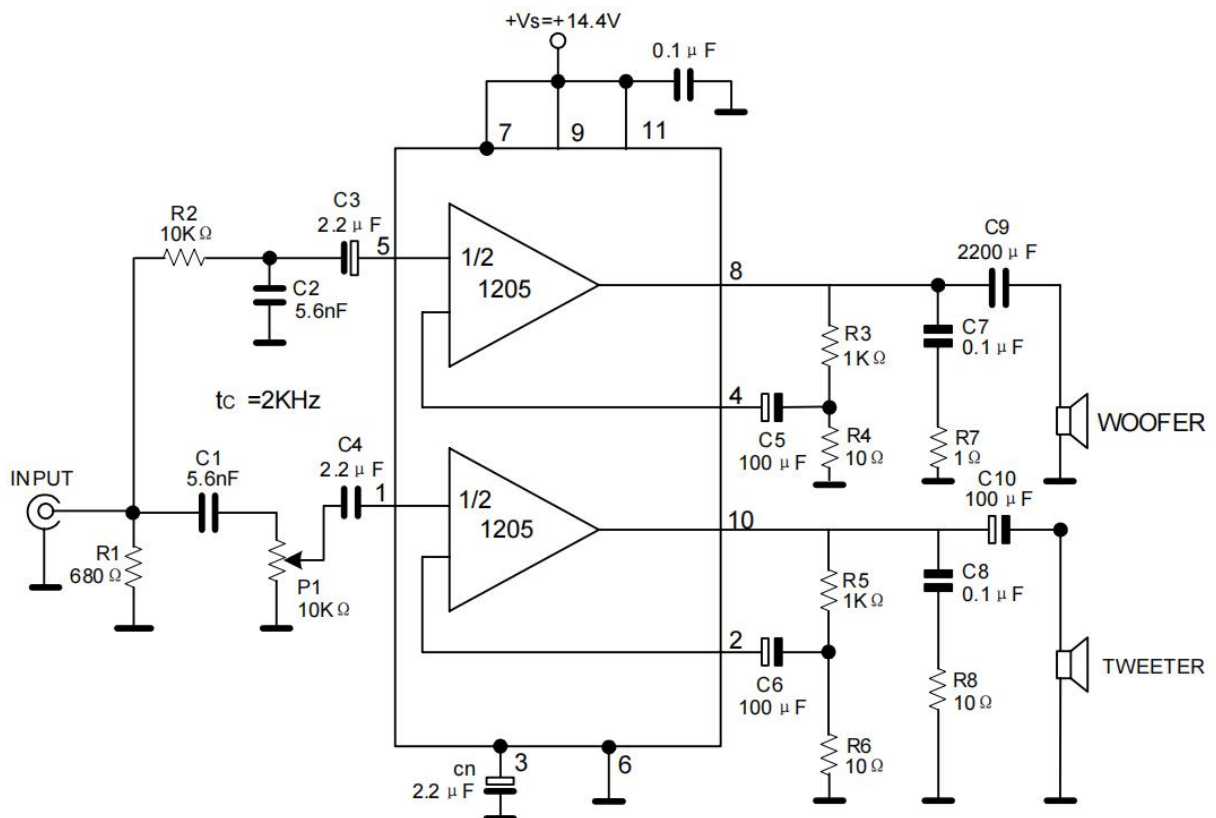 +Vs=+14.4V
0.1 μ F
7
9
11
C3
2.2 μ F
R2
10K Ω
5
1/2
1205
8
C9
2200 μ F
C2
5.6nF
R3
1K Ω
C7
0.1 μ F
tc =2KHz
4
C5
100 μ F
R4
10 Ω
R7
1Ω
WOOFER
C4
2.2 μ F
C1
5.6nF
INPUT
1
1/2
1205
10
C10
100 μ F
R1
680 Ω
P1
10K Ω
R5
1K Ω
C8
0.1 μ F
2
C6
100 μ F
TWEETER
R8
10 Ω
R6
10 Ω
cn
2.2 μ F
3
6